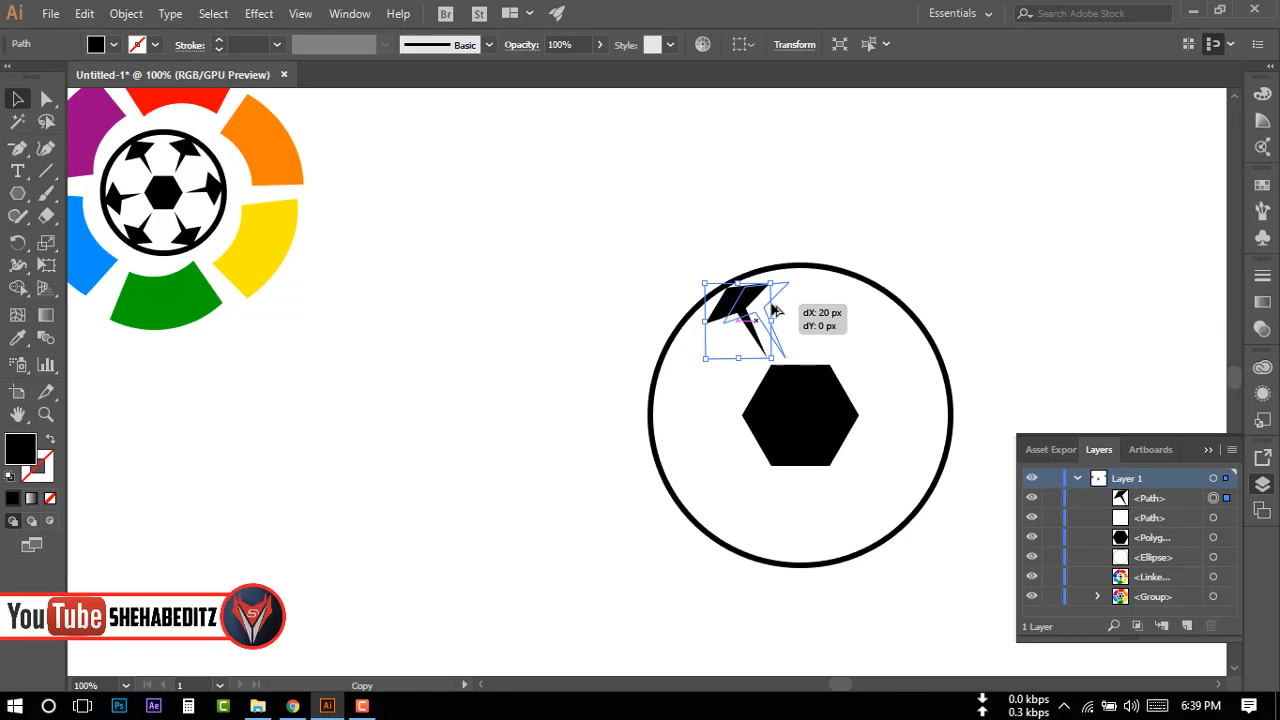 Ai File Edit Object Type Select Effect View Window Help Br St Essentials Search Adobe Stock
Path Stroke: Basic Opacity: 100% Style: Transform
Untitled-1* @ 100% (RGB/GPU Preview)
dX: 20 px
dY: 0 px
Asset Expor Layers Artboards
Layer 1
<Path>
<Path>
<Polyg...
<Ellipse>
<Linke...
<Group>
1 Layer
YouTube SHEHABEDITZ
100% 1 Copy
Ps Ae C Ai C
0.0 kbps
0.3 kbps
6:39 PM